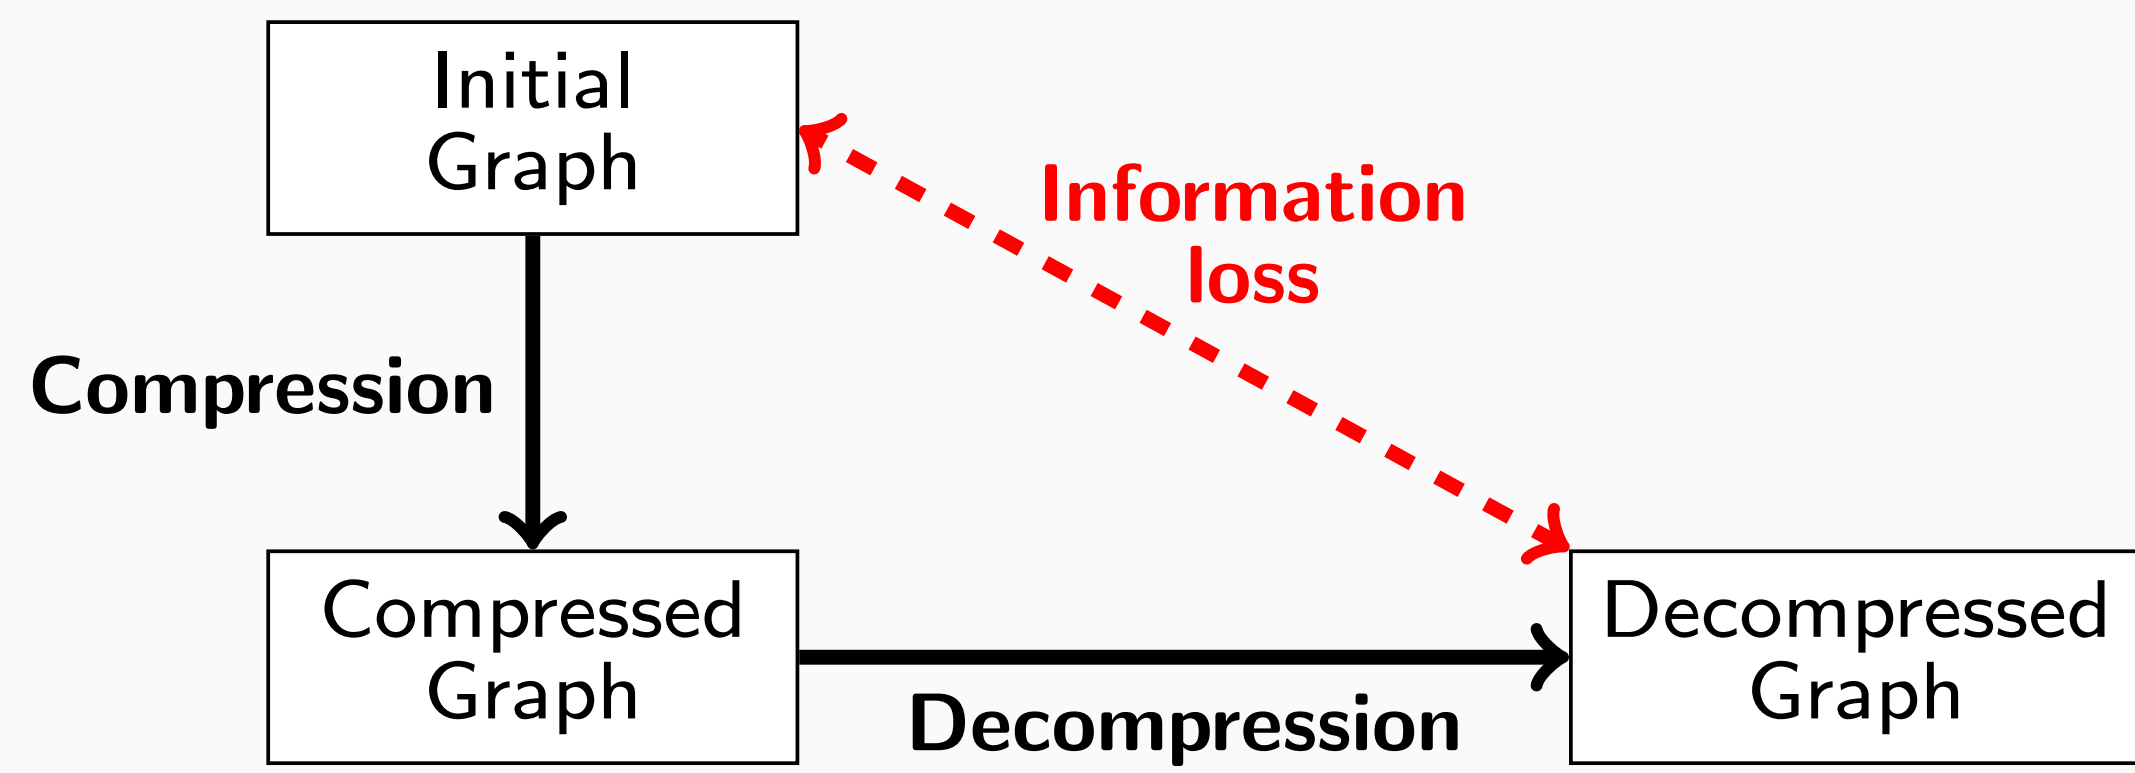 Initial
Graph
Information
loss
Compression
Compressed
Graph
Decompressed
Graph
Decompression